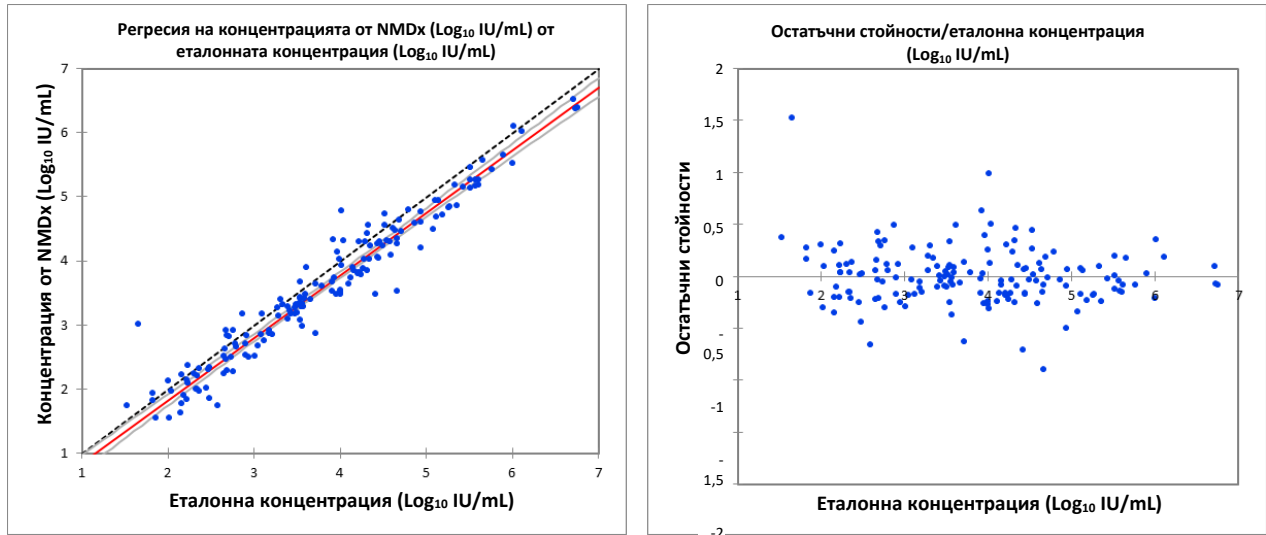 Регресия на концентрацията от NMDx (Log₁₀ IU/mL) от
еталонната концентрация (Log₁₀ IU/mL)
7
6
5
4
3
2
1
Концентрация от NMDx (Log₁₀ IU/mL)
1 2 3 4 5 6 7
Еталонна концентрация (Log₁₀ IU/mL)
Остатъчни стойности/еталонна концентрация
(Log₁₀ IU/mL)
2
1,5
1
0,5
0
-
0,5
-1
-
1,5
-2
Остатъчни стойности
1 2 3 4 5 6 7
Еталонна концентрация (Log₁₀ IU/mL)